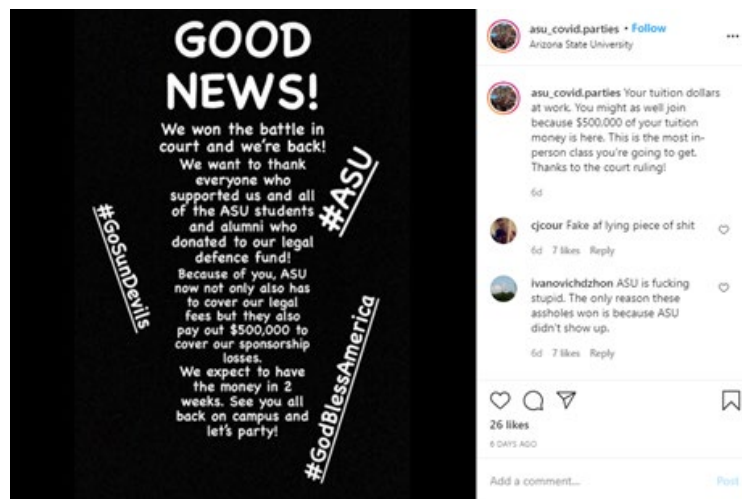 GOOD
NEWS!
We won the battle in
court and we're back!
We want to thank
everyone who
supported us and all
of the ASU students
and alumni who
donated to our legal
defence fund!
Because of you, ASU
now not only also has
to cover our legal
fees but they also
pay out $500,000 to
cover our sponsorship
losses.
We expect to have
the money in 2
weeks. See you all
back on campus and
let's party!
#ASU
#GoSunDevils
#GodBlessAmerica
asu_covid.parties • Follow
Arizona State University
asu_covid.parties Your tuition dollars
at work. You might as well join
because $500,000 of your tuition
money is here. This is the most in-
person class you're going to get.
Thanks to the court ruling!
6d
cjcour Fake af lying piece of shit
6d 7 likes Reply
ivanovichdzhon ASU is fucking
stupid. The only reason these
assholes won is because ASU
didn't show up.
6d 7 likes Reply
26 likes
6 DAYS AGO
Add a comment...
Post